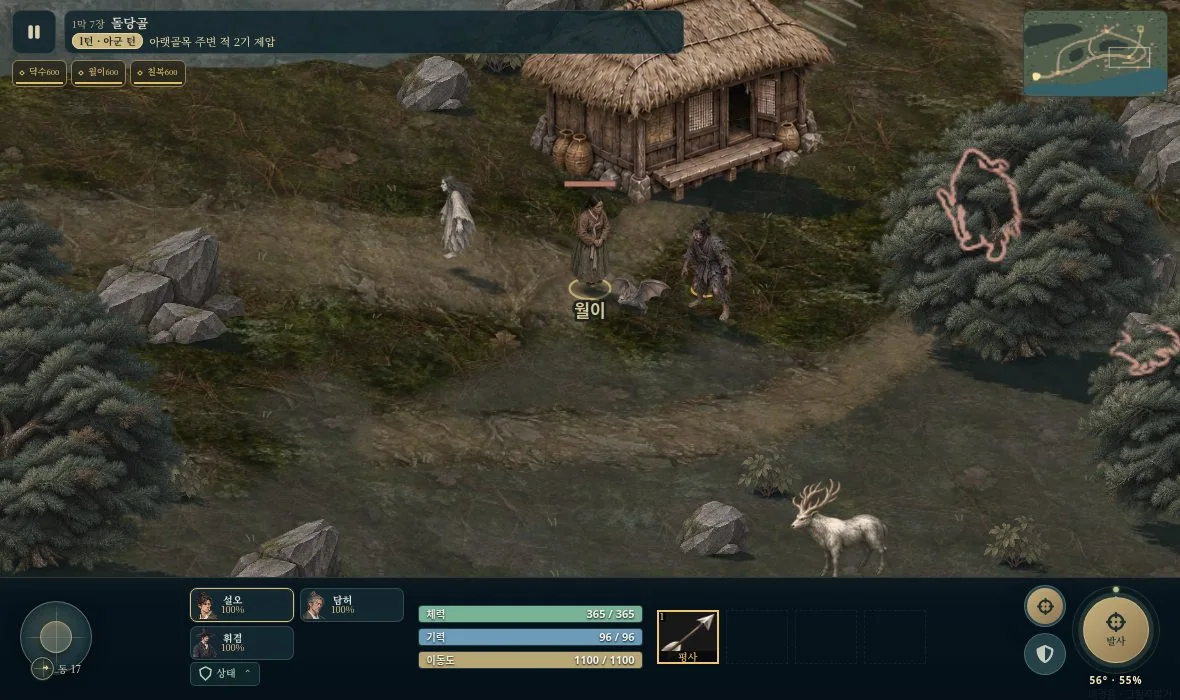 1막 7장 돌당골
1턴 · 아군 턴 아랫골목 주변 적 2기 제압
덕수600 월이600 칠복600
월이
설오 100%
담허 100%
휘겸 100%
상태
동 17
체력 365 / 365
기력 96 / 96
이동도 1100 / 1100
1
평사
발사
56° · 55%